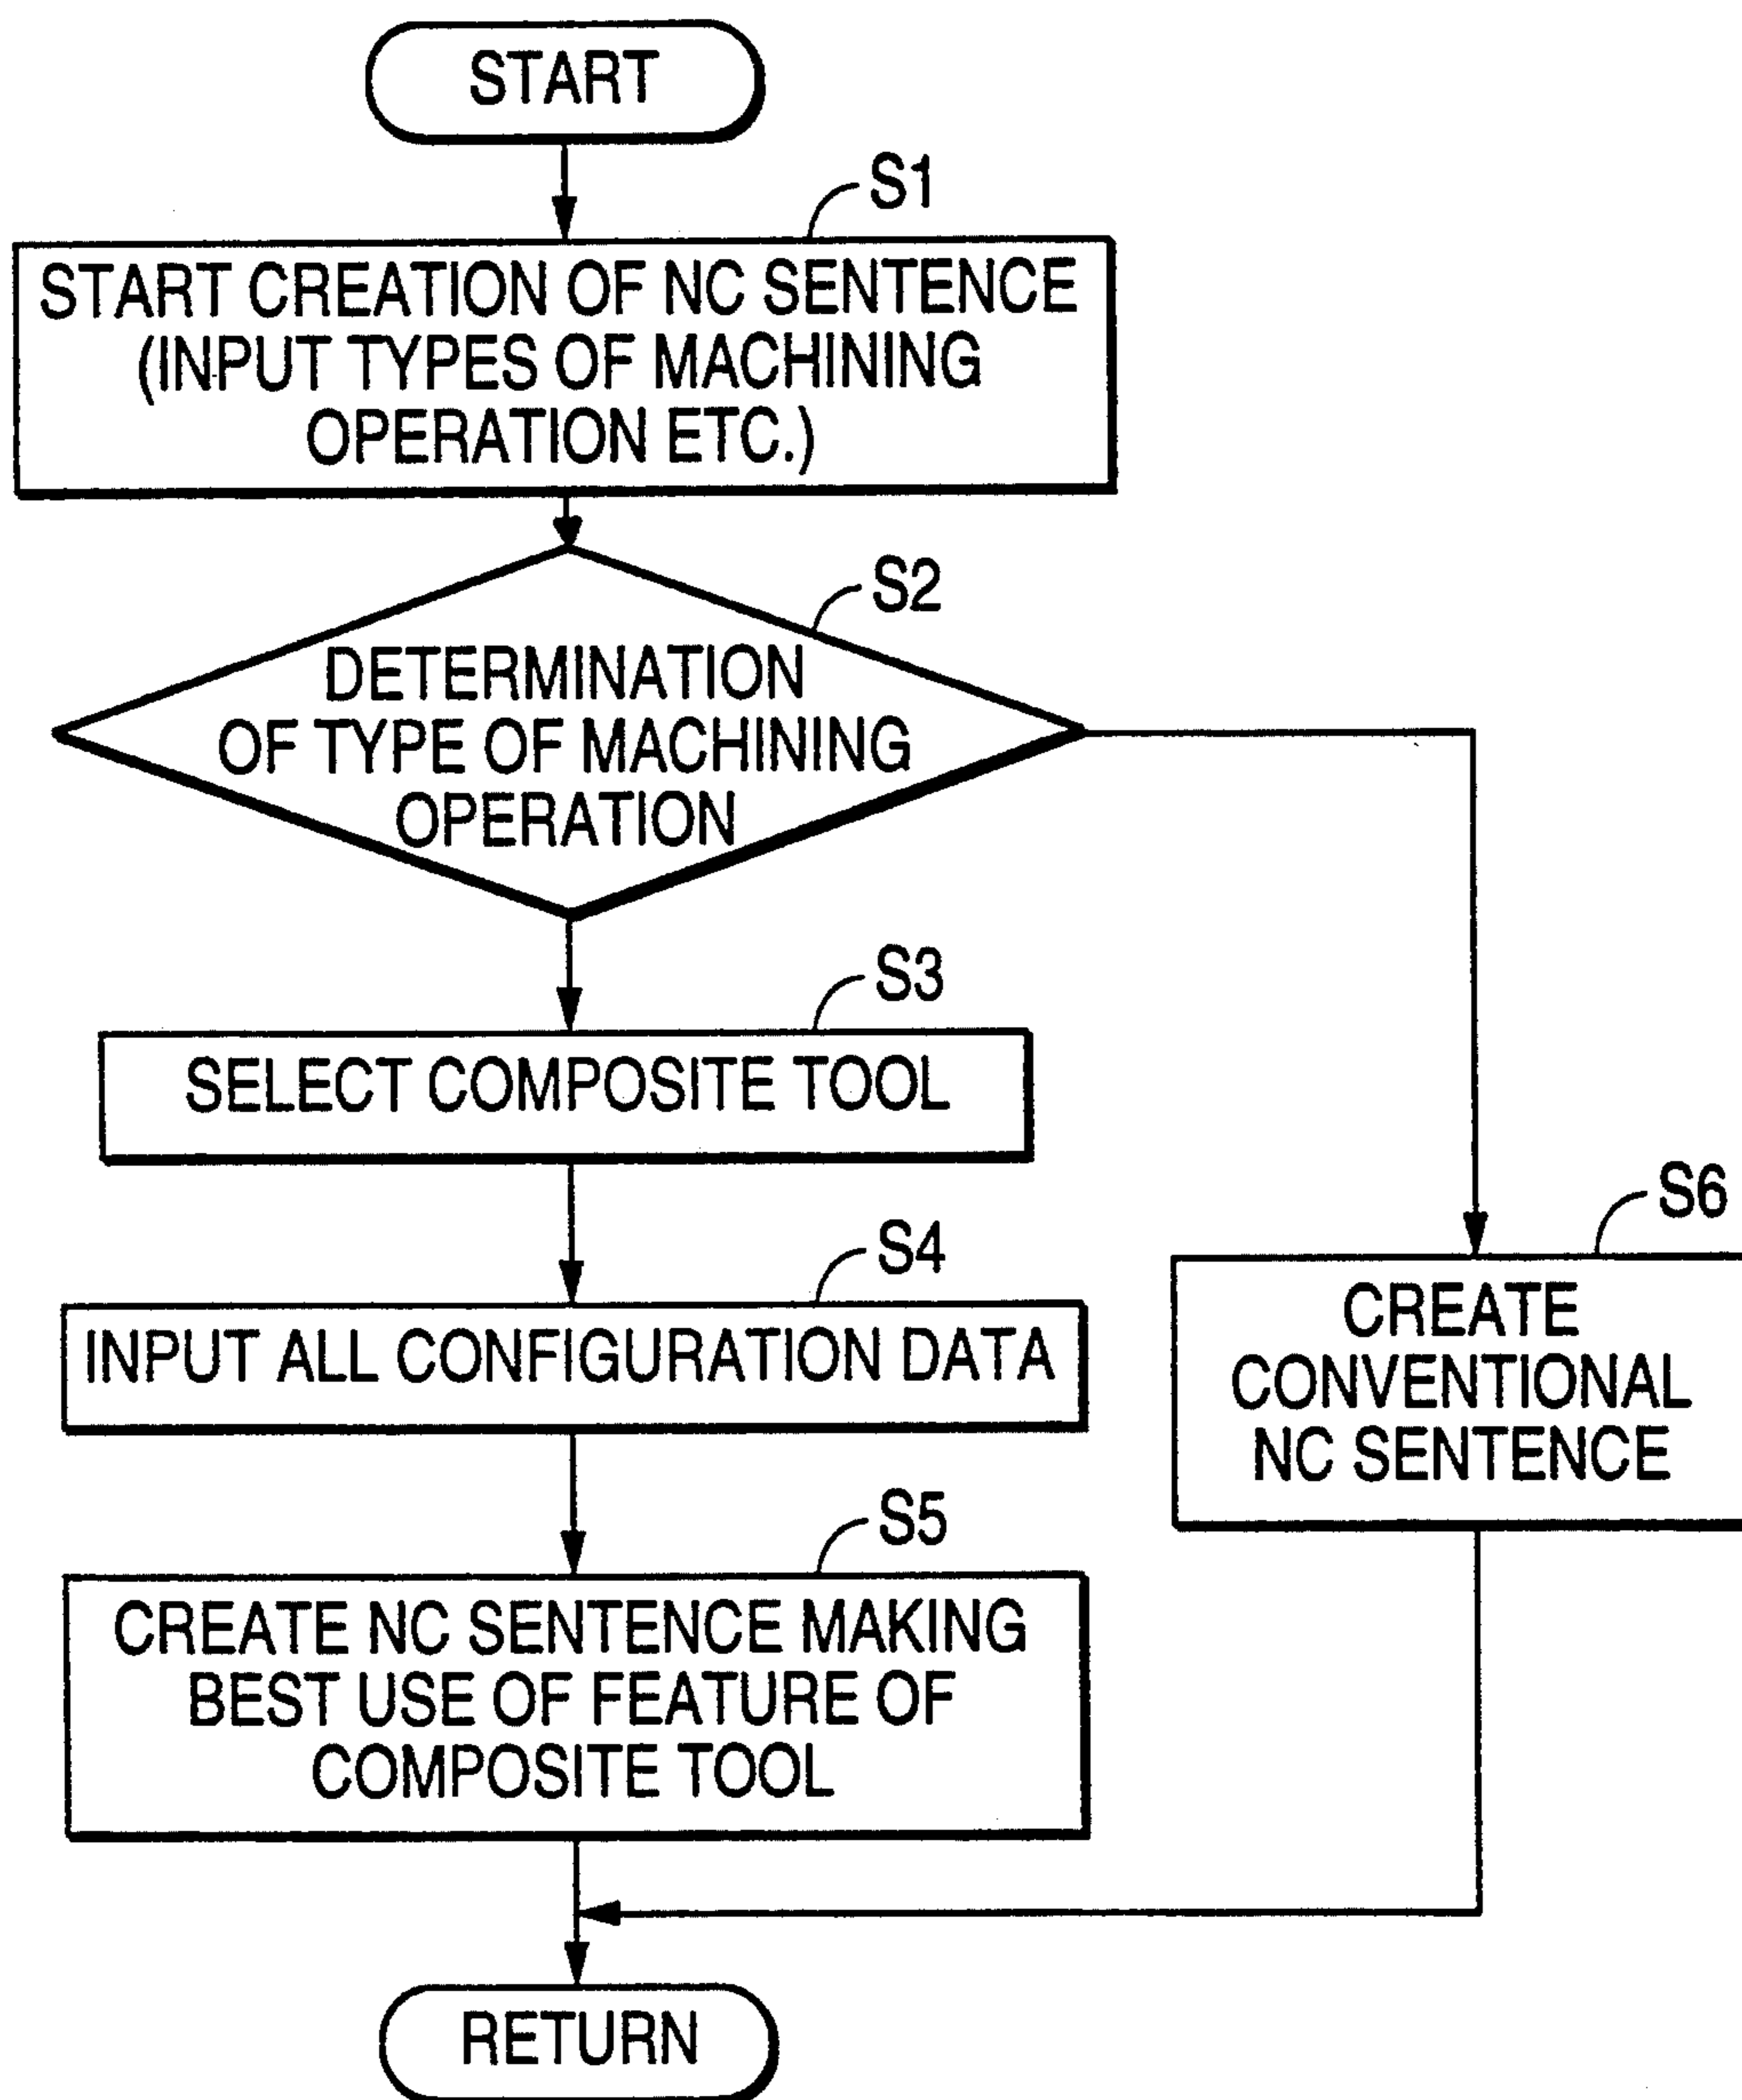 START
S1
START CREATION OF NC SENTENCE
(INPUT TYPES OF MACHINING
OPERATION ETC.)
S2
DETERMINATION
OF TYPE OF MACHINING
OPERATION
S3
SELECT COMPOSITE TOOL
S4
INPUT ALL CONFIGURATION DATA
S6
CREATE
CONVENTIONAL
NC SENTENCE
S5
CREATE NC SENTENCE MAKING
BEST USE OF FEATURE OF
COMPOSITE TOOL
RETURN